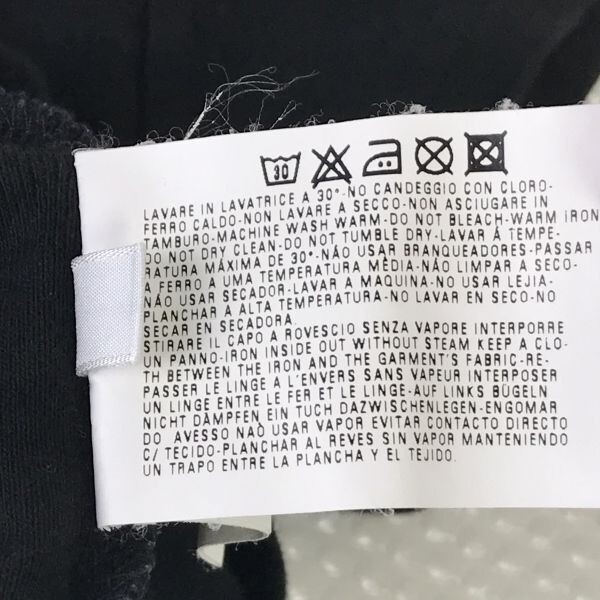 30
LAVARE IN LAVATRICE A 30°-NO CANDEGGIO CON CLORO-
FERRO CALDO-NON LAVARE A SECCO-NON ASCIUGARE IN
TAMBURO-MACHINE WASH WARM-DO NOT BLEACH-WARM IRON
DO NOT DRY CLEAN-DO NOT TUMBLE DRY-LAVAR Á TEMPE-
RATURA MÁXIMA DE 30°-NÃO USAR BRANQUEADORES-PASSAR
A FERRO A UMA TEMPERATURA MÉDIA-NÃO LIMPAR A SECO-
NÃO USAR SECADOR-LAVAR A MAQUINA-NO USAR LEJIA-
PLANCHAR A ALTA TEMPERATURA-NO LAVAR EN SECO-NO
SECAR EN SECADORA.
STIRARE IL CAPO A ROVESCIO SENZA VAPORE INTERPORRE
UN PANNO-IRON INSIDE OUT WITHOUT STEAM KEEP A CLO-
TH BETWEEN THE IRON AND THE GARMENT'S FABRIC-RE-
PASSER LE LINGE A L'ENVERS SANS VAPEUR INTERPOSER
UN LINGE ENTRE LE FER ET LE LINGE-AUF LINKS BÜGELN
NICHT DÄMPFEN EIN TUCH DAZWISCHENLEGEN-ENGOMAR
DO AVESSO NAÒ USAR VAPOR EVITAR CONTACTO DIRECTO
C/ TECIDO-PLANCHAR AL REVES SIN VAPOR MANTENIENDO
UN TRAPO ENTRE LA PLANCHA Y EL TEJIDO.